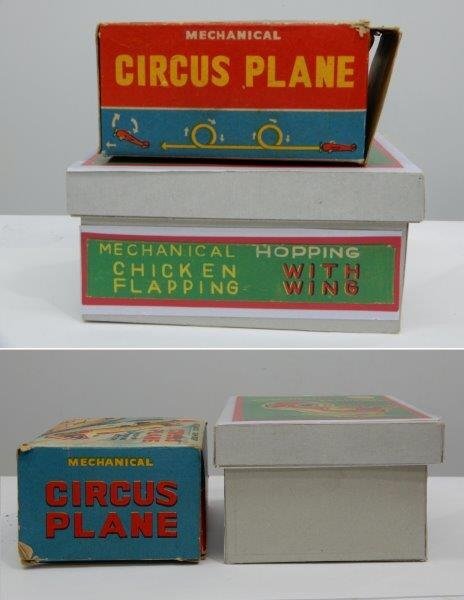 MECHANICAL
CIRCUS PLANE
MECHANICAL HOPPING
CHICKEN WITH
FLAPPING WING
MECHANICAL
CIRCUS
PLANE